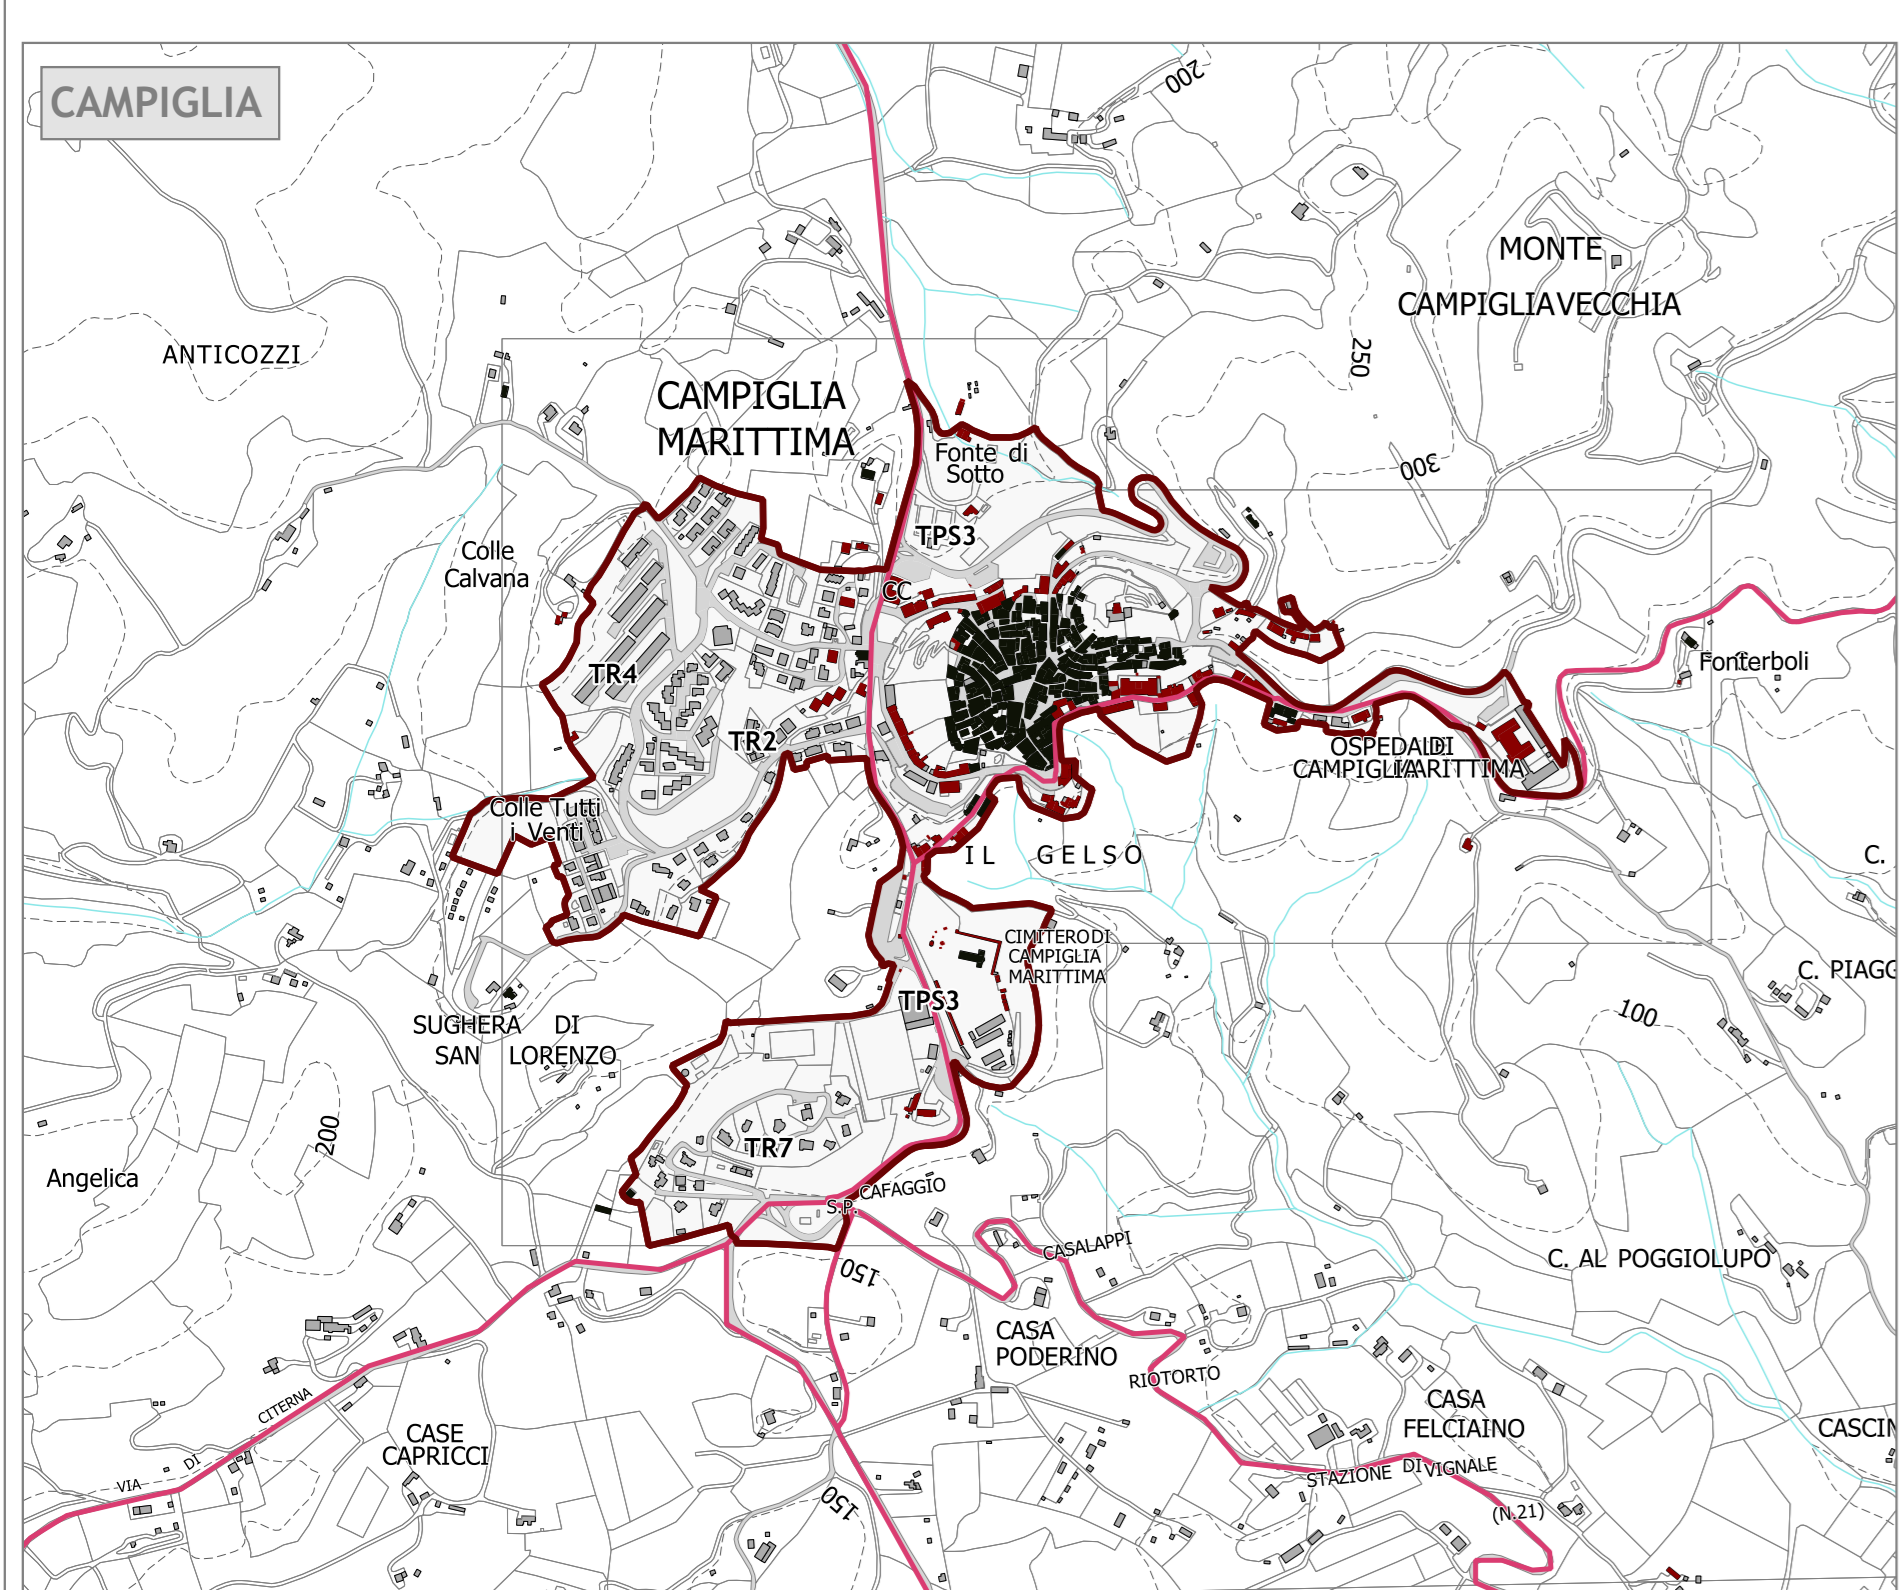 CAMPIGLIA
200
MONTE
CAMPIGLIAVECCHIA
ANTICOZZI
250
CAMPIGLIA
MARITTIMA
Fonte di
Sotto
300
TPS3
Colle
Calvana
CC
TR4
Fonterboli
TR2
OSPEDALE DI
CAMPIGLIA MARITTIMA
Colle Tutti
i Venti
IL GELSO
C.
CIMITERO DI
CAMPIGLIA
MARITTIMA
C. PIAGG
TPS3
100
SUGHERA DI
SAN LORENZO
200
TR7
Angelica
S.P. CAFAGGIO
CASALAPPI
C. AL POGGIOLUPO
150
CASA
PODERINO
RIOTORTO
CASA
FELCIAINO
CITERNA
CASE
CAPRICCI
CASCIN
DI
VIA
STAZIONE DI VIGNALE
150
(N.21)